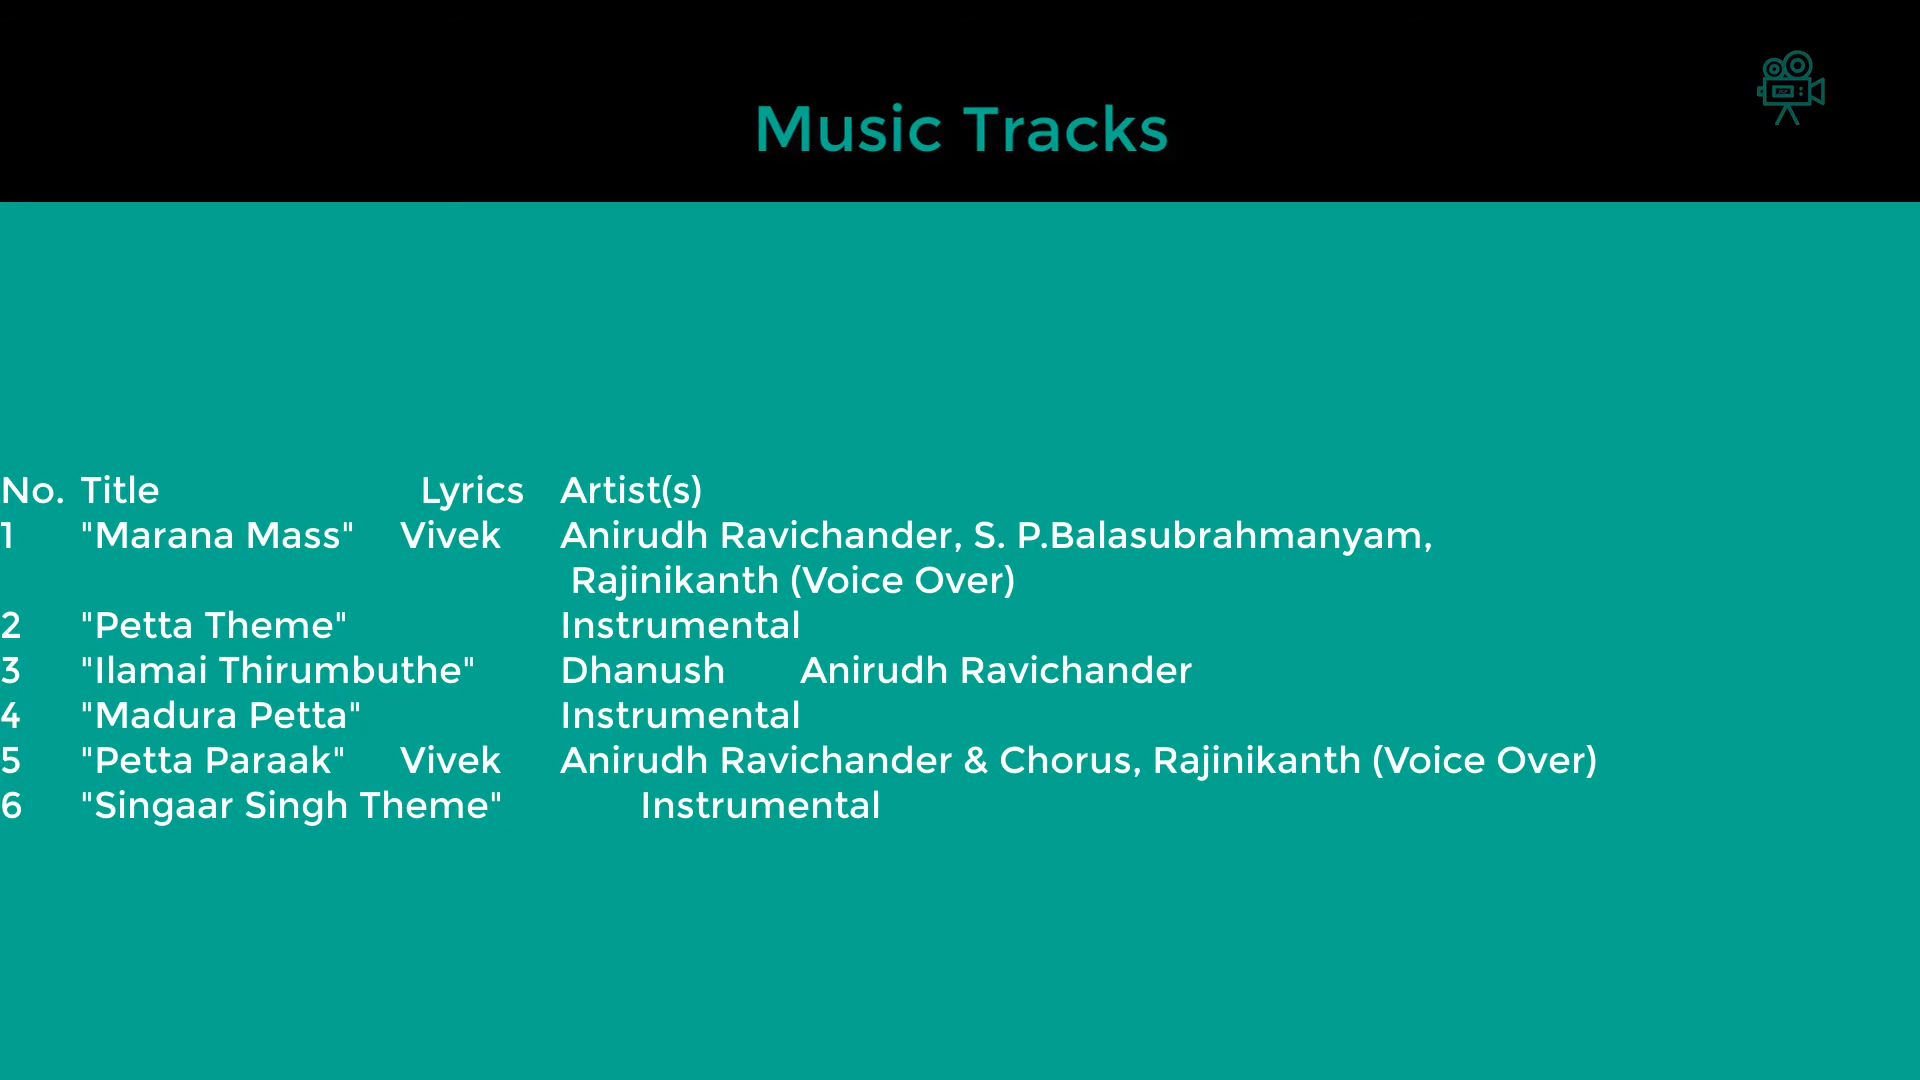 Music Tracks
No. Title Lyrics Artist(s)
1 "Marana Mass" Vivek Anirudh Ravichander, S. P.Balasubrahmanyam,
Rajinikanth (Voice Over)
2 "Petta Theme" Instrumental
3 "Ilamai Thirumbuthe" Dhanush Anirudh Ravichander
4 "Madura Petta" Instrumental
5 "Petta Paraak" Vivek Anirudh Ravichander & Chorus, Rajinikanth (Voice Over)
6 "Singaar Singh Theme" Instrumental